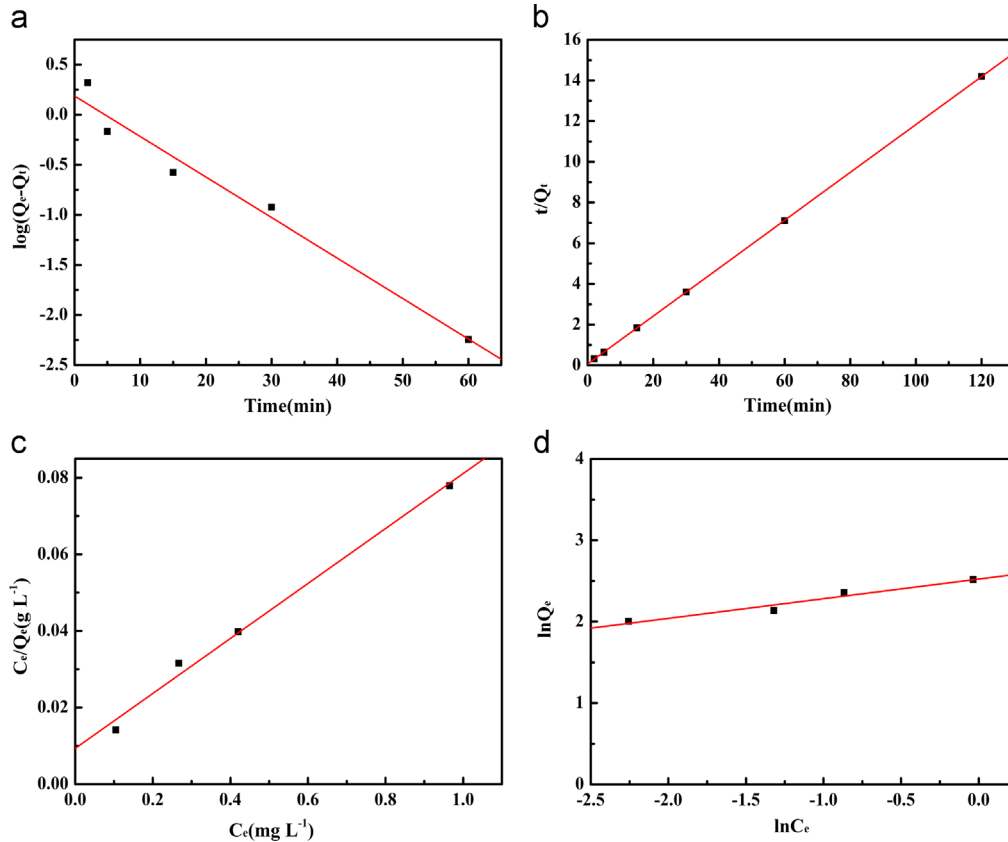 a
0.5
0.0
-0.5
-1.0
-1.5
-2.0
-2.5
0 10 20 30 40 50 60
log(Qe-Qt)
Time(min)
b
16
14
12
10
8
6
4
2
0
0 20 40 60 80 100 120
t/Qt
Time(min)
c
0.08
0.06
0.04
0.02
0.00
0.0 0.2 0.4 0.6 0.8 1.0
Ce/Qe(g L-1)
Ce(mg L-1)
d
4
3
2
1
0
-2.5 -2.0 -1.5 -1.0 -0.5 0.0
lnQe
lnCe